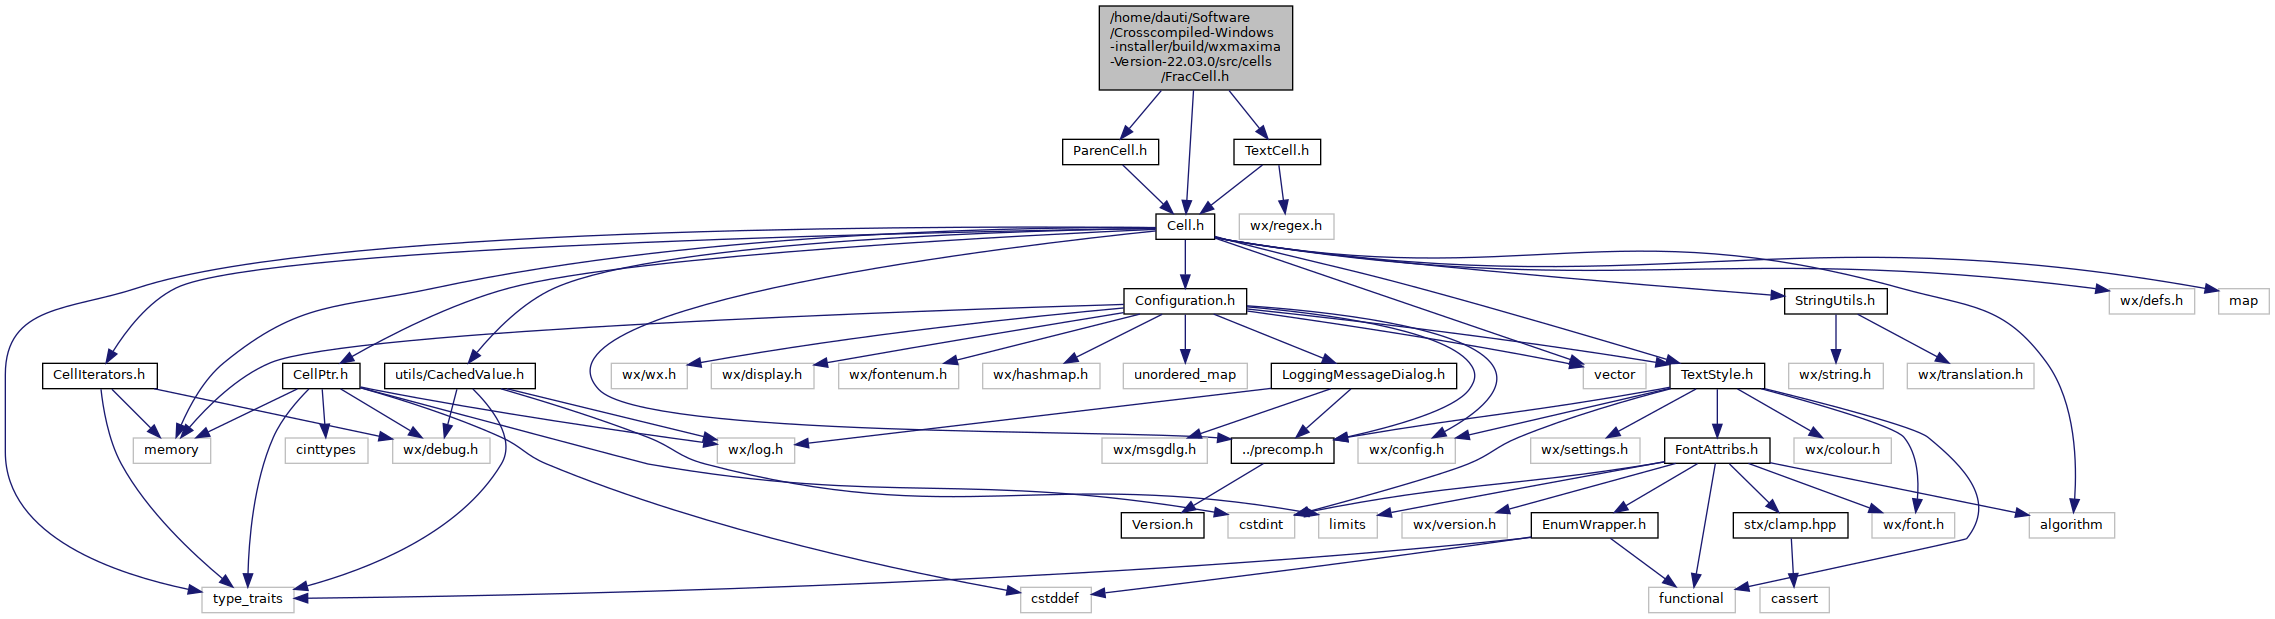 /home/dauti/Software
/Crosscompiled-Windows
-installer/build/wxmaxima
-Version-22.03.0/src/cells
/FracCell.h
ParenCell.h
TextCell.h
Cell.h
wx/regex.h
Configuration.h
StringUtils.h
wx/defs.h
map
CellIterators.h
CellPtr.h
utils/CachedValue.h
wx/wx.h
wx/display.h
wx/fontenum.h
wx/hashmap.h
unordered_map
LoggingMessageDialog.h
vector
TextStyle.h
wx/string.h
wx/translation.h
memory
cinttypes
wx/debug.h
wx/log.h
wx/msgdlg.h
../precomp.h
wx/config.h
wx/settings.h
FontAttribs.h
wx/colour.h
Version.h
cstdint
limits
wx/version.h
EnumWrapper.h
stx/clamp.hpp
wx/font.h
algorithm
type_traits
cstddef
functional
cassert